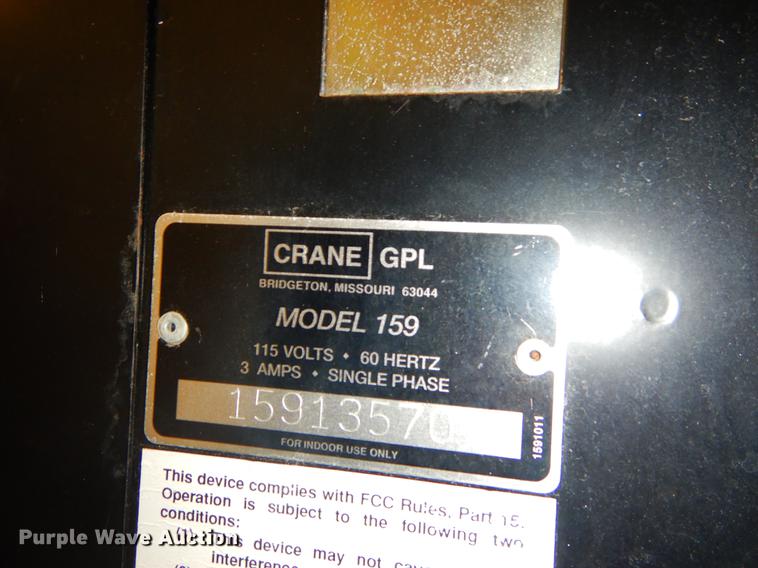 CRANE GPL
BRIDGETON, MISSOURI 63044
MODEL 159
115 VOLTS • 60 HERTZ
3 AMPS • SINGLE PHASE
15913570
FOR INDOOR USE ONLY
1591011
This device complies with FCC Rules, Part 15.
Operation is subject to the following two
conditions:
(1) This device may not
interference
Purple Wave Auction